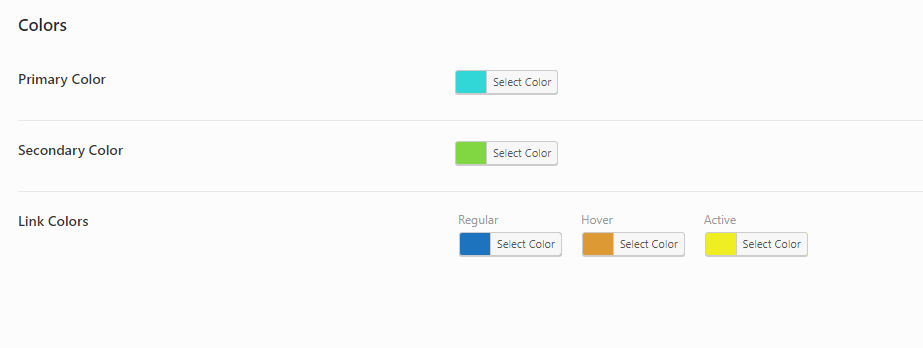 Colors
Primary Color
Select Color
Secondary Color
Select Color
Link Colors
Regular Hover Active
Select Color Select Color Select Color